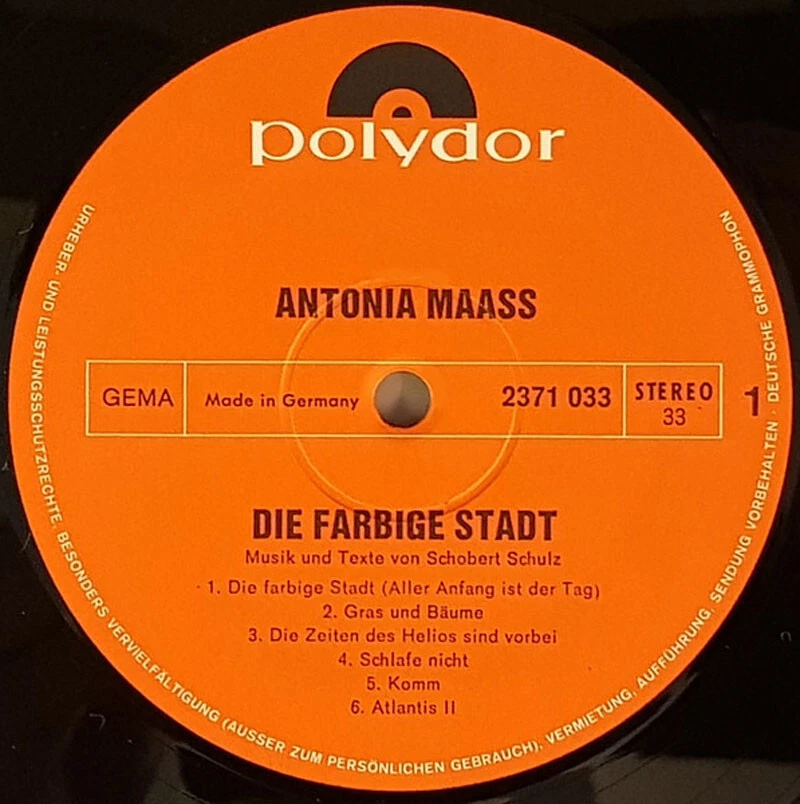 polydor
ANTONIA MAASS
GEMA
Made in Germany
2371 033
STEREO
33
1
DIE FARBIGE STADT
Musik und Texte von Schobert Schulz
1. Die farbige Stadt (Aller Anfang ist der Tag)
2. Gras und Bäume
3. Die Zeiten des Helios sind vorbei
4. Schlafe nicht
5. Komm
6. Atlantis II
URHEBER- UND LEISTUNGSSCHUTZRECHTE, BESONDERS VERVIELFÄLTIGUNG (AUSSER ZUM PERSÖNLICHEN GEBRAUCH), VERMIETUNG, AUFFÜHRUNG, SENDUNG VORBEHALTEN · DEUTSCHE GRAMMOPHON